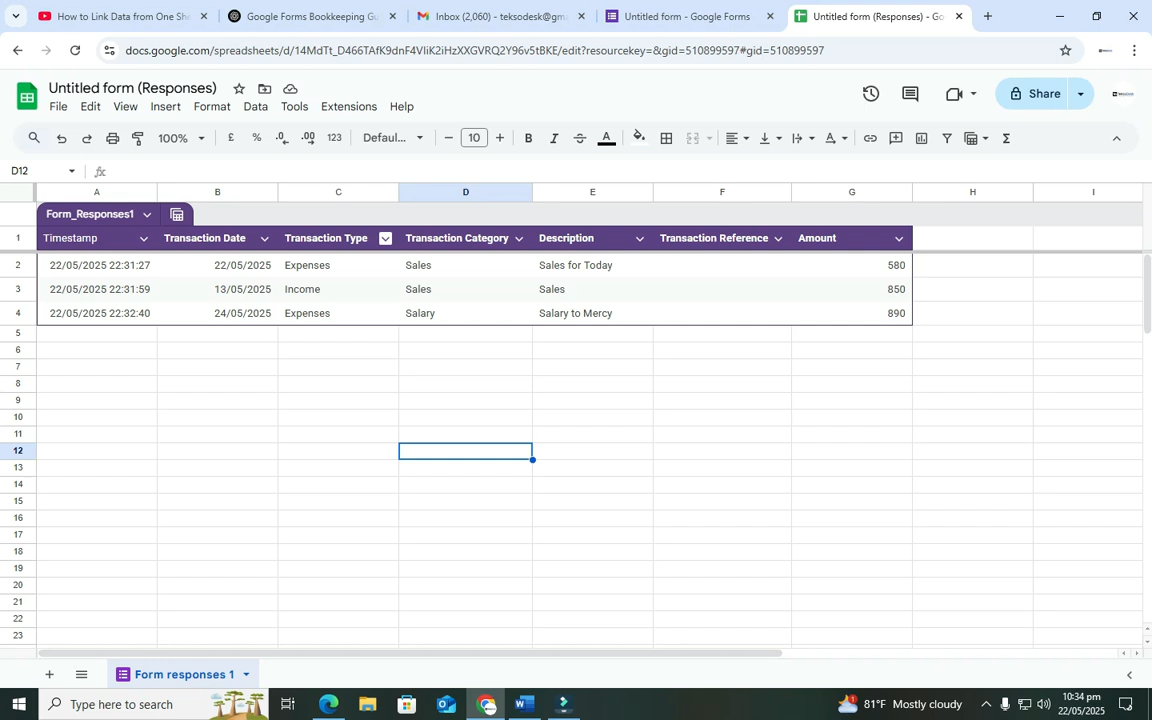 How to Link Data from One She
Google Forms Bookkeeping Gu
Inbox (2,060) - teksodesk@gm
Untitled form - Google Forms
Untitled form (Responses) - Go
docs.google.com/spreadsheets/d/14MdTt_D466TAfK9dnF4VIiK2iHzXXGVRQ2Y96v5tBKE/edit?resourcekey=&gid=510899597#gid=510899597
Untitled form (Responses)
File Edit View Insert Format Data Tools Extensions Help
Share
100% £ % .0 .00 123 Defaul... 10 B I S A
D12 fx
A B C D E F G H I
Form_Responses1
1 Timestamp Transaction Date Transaction Type Transaction Category Description Transaction Reference Amount
2 22/05/2025 22:31:27 22/05/2025 Expenses Sales Sales for Today 580
3 22/05/2025 22:31:59 13/05/2025 Income Sales Sales 850
4 22/05/2025 22:32:40 24/05/2025 Expenses Salary Salary to Mercy 890
5
6
7
8
9
10
11
12
13
14
15
16
17
18
19
20
21
22
23
Form responses 1
Type here to search
81°F Mostly cloudy
10:34 pm
22/05/2025